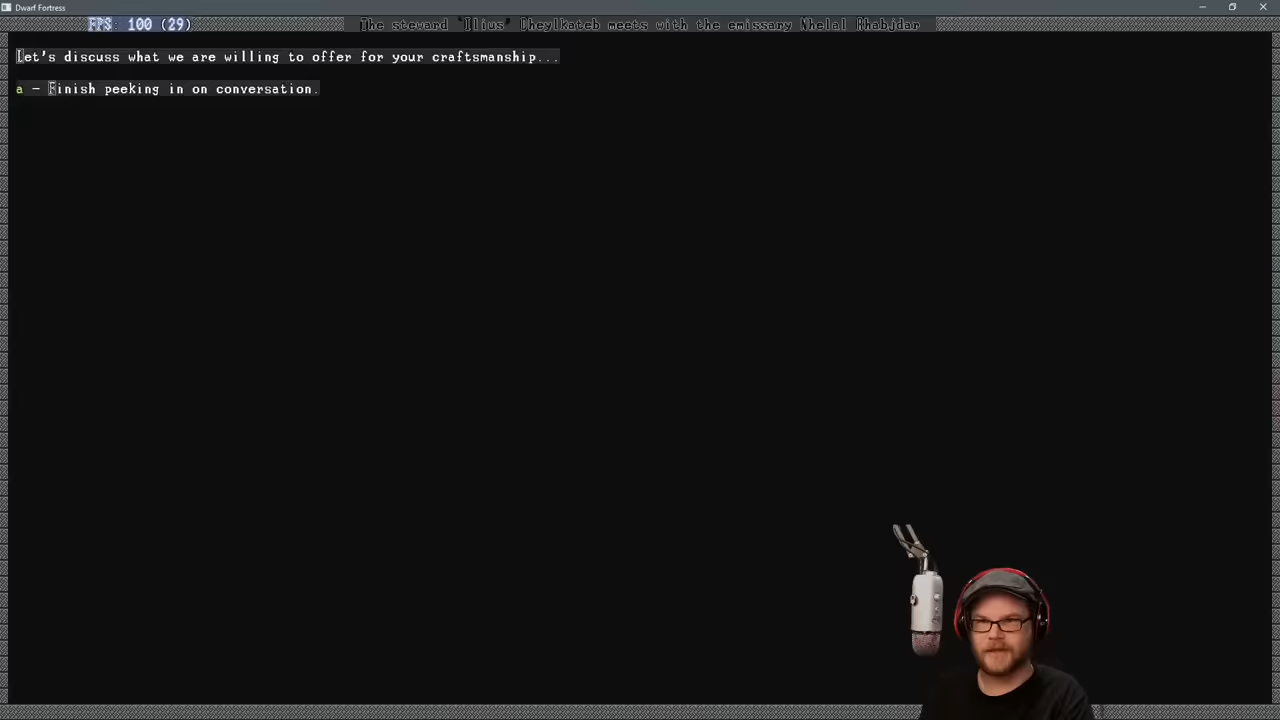 Dwarf Fortress
FPS: 100 (29)
The steward `Ilius' Dheylkateb meets with the emissary Nhelal Rhabjdar
Let's discuss what we are willing to offer for your craftsmanship...
a - Finish peeking in on conversation.